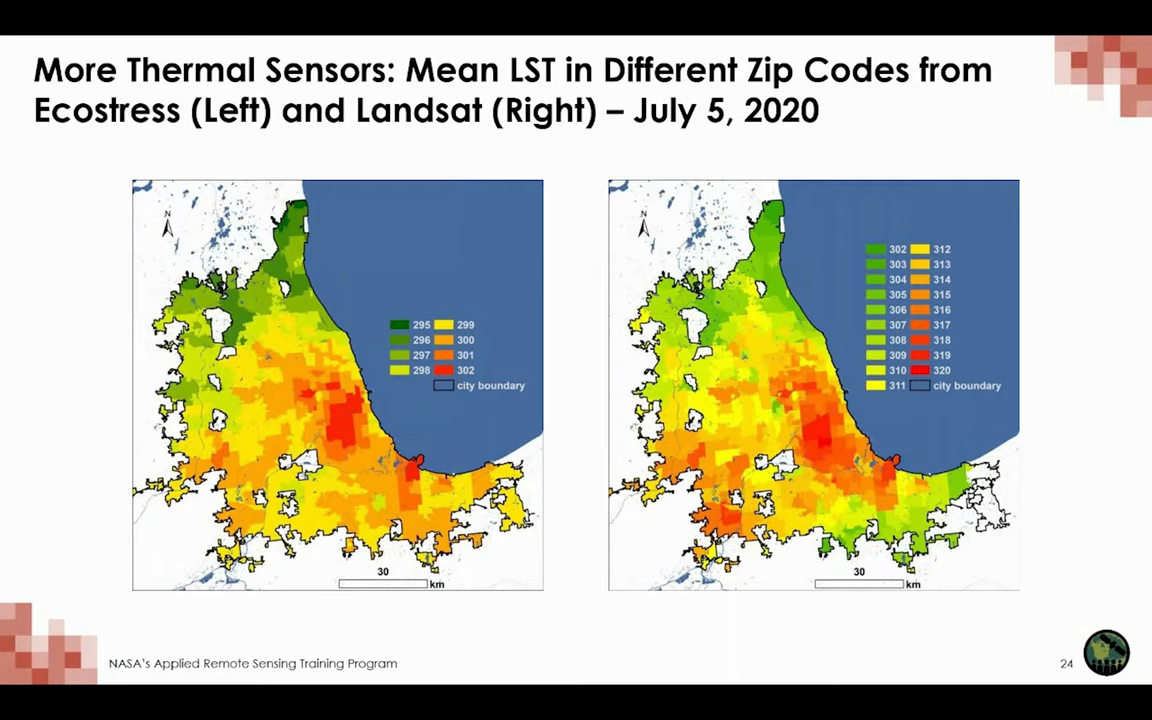 More Thermal Sensors: Mean LST in Different Zip Codes from
Ecostress (Left) and Landsat (Right) – July 5, 2020
N
295 299
296 300
297 301
298 302
city boundary
30
km
N
302 312
303 313
304 314
305 315
306 316
307 317
308 318
309 319
310 320
311 city boundary
30
km
NASA's Applied Remote Sensing Training Program
24